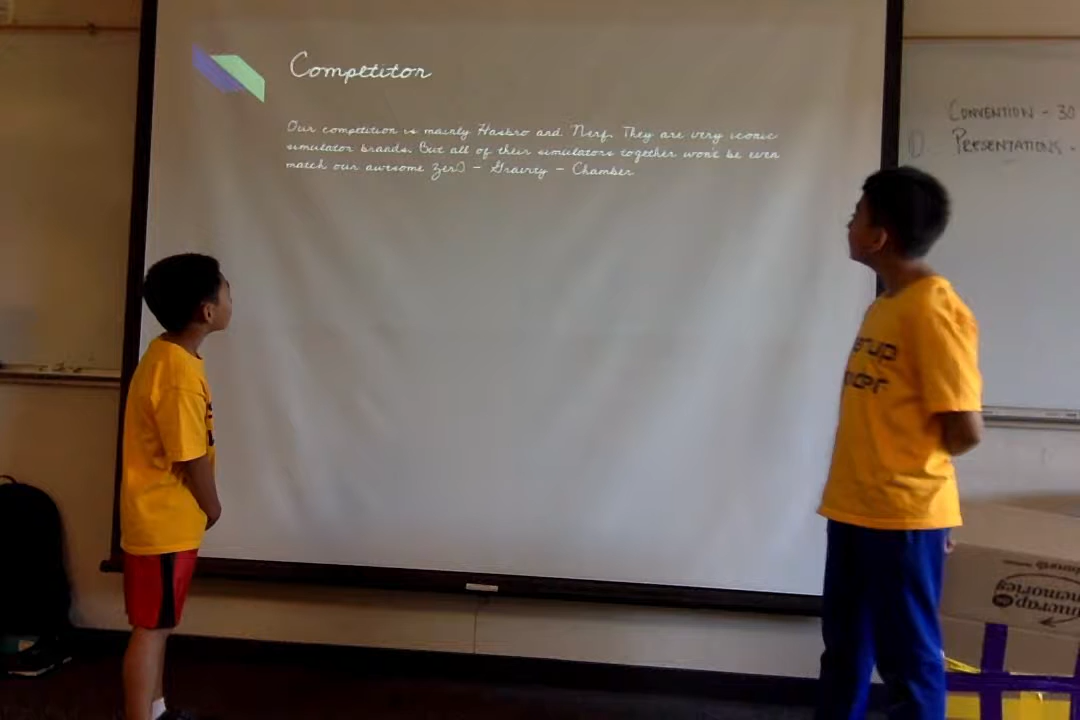 Competitor
Our competition is mainly Hasbro and Nerf. They are very iconic
simulator brands. But all of their simulators together won't be even
match our awesome Zer0 - Gravity - Chamber
CONVENTION - 30
PRESENTATIONS -